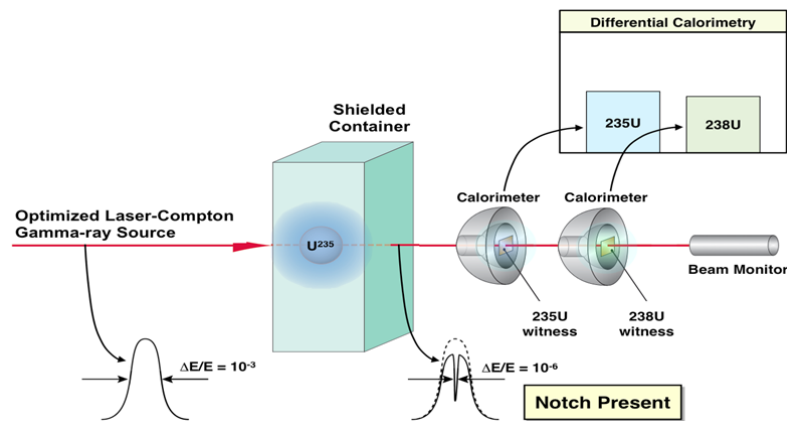 Differential Calorimetry
235U
238U
Shielded
Container
Calorimeter
Calorimeter
Optimized Laser-Compton
Gamma-ray Source
U²³⁵
Beam Monitor
235U
witness
238U
witness
ΔE/E = 10⁻³
ΔE/E = 10⁻⁶
Notch Present